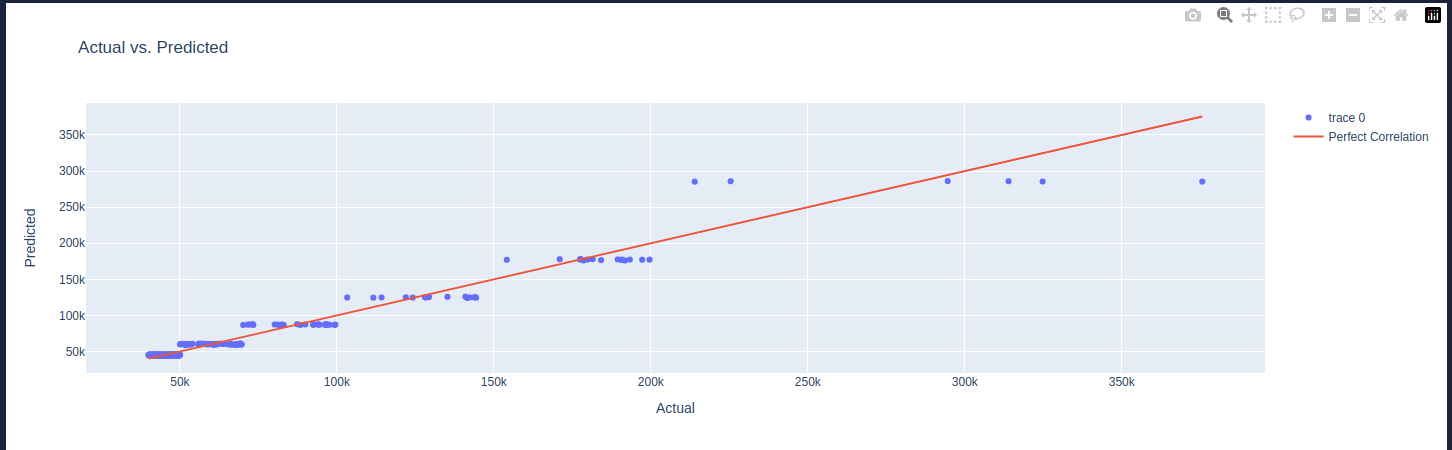 Actual vs. Predicted
trace 0
Perfect Correlation
Predicted
350k
300k
250k
200k
150k
100k
50k
50k 100k 150k 200k 250k 300k 350k
Actual